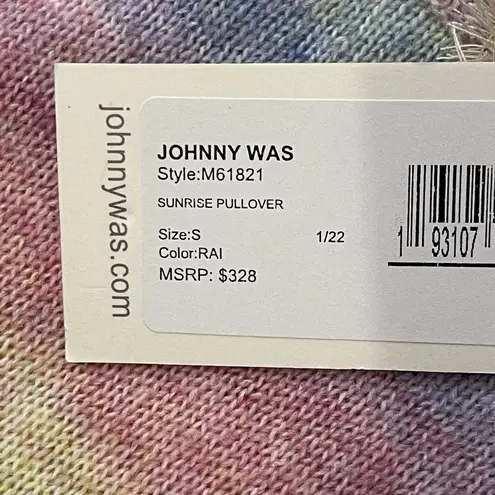 johnnywas.com
JOHNNY WAS
Style:M61821
SUNRISE PULLOVER
Size:S 1/22
Color:RAI
MSRP: $328
1 93107